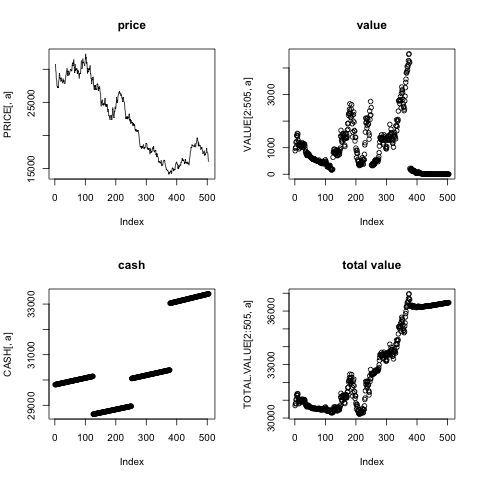 price
PRICE[, a]
15000
25000
0
100
200
300
400
500
Index
value
VALUE[2:505, a]
0
1000
3000
0
100
200
300
400
500
Index
cash
CASH[, a]
29000
31000
33000
0
100
200
300
400
500
Index
total value
TOTAL.VALUE[2:505, a]
30000
33000
36000
0
100
200
300
400
500
Index